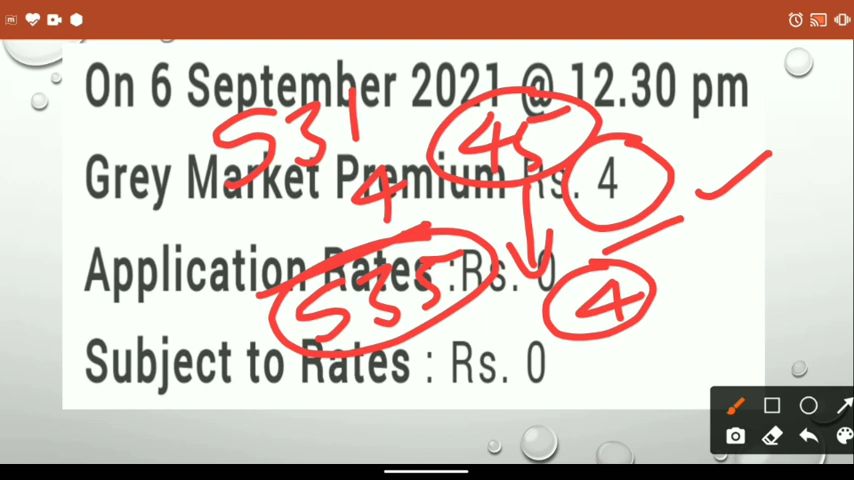 On 6 September 2021 @ 12.30 pm
531 45
Grey Market Premium Rs. 4
4
Application Rates :Rs. 0
535 4
Subject to Rates : Rs. 0